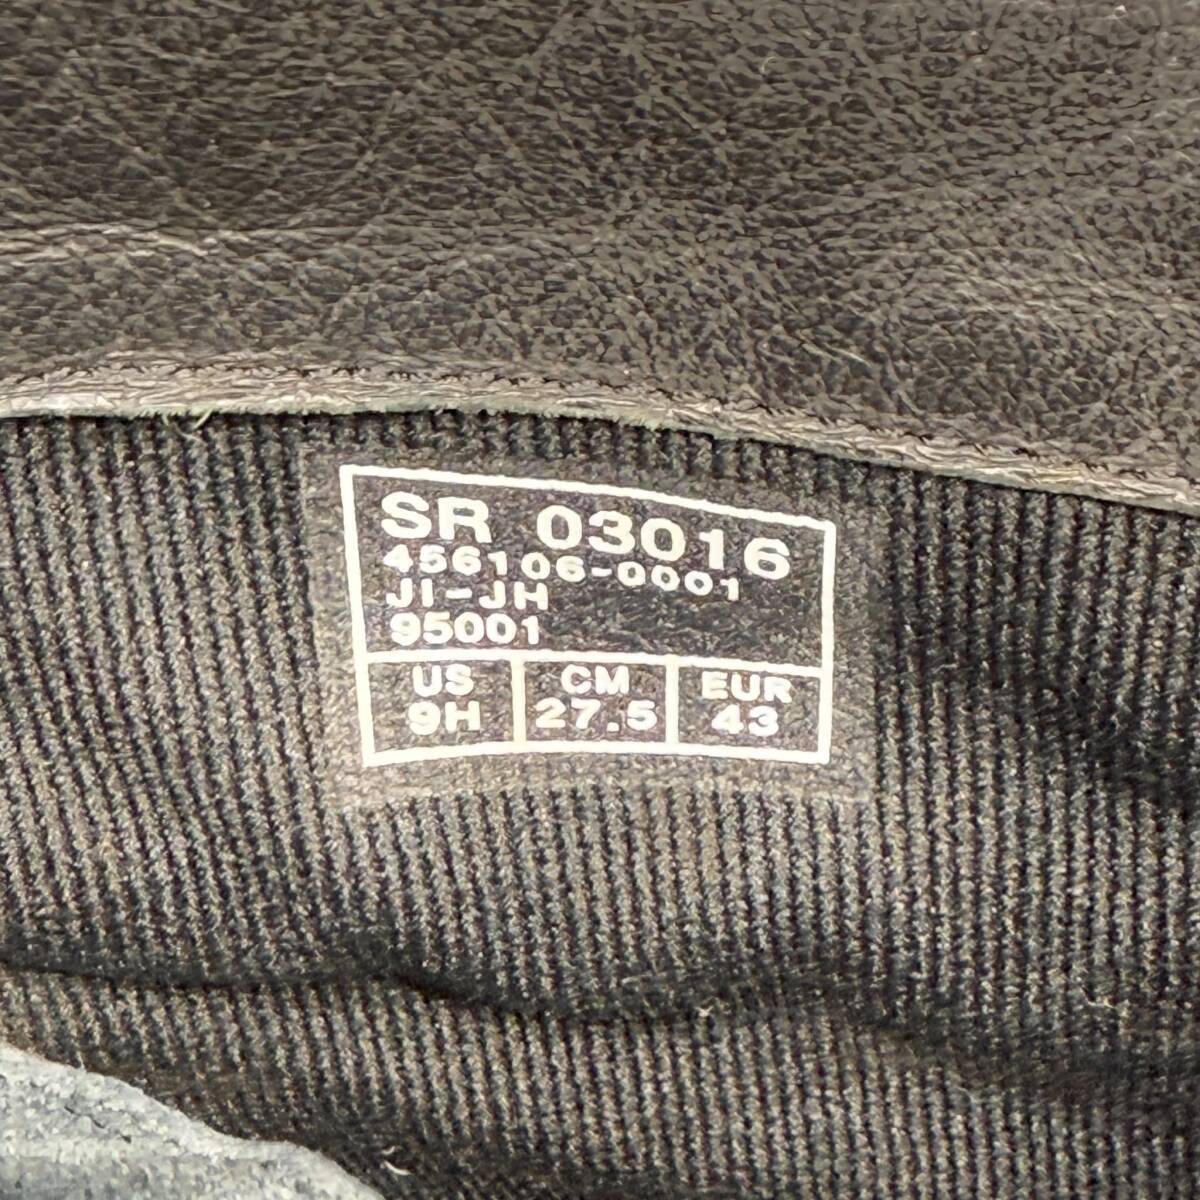 SR 03016
456106-0001
JI-JH
95001
US CM EUR
9H 27.5 43